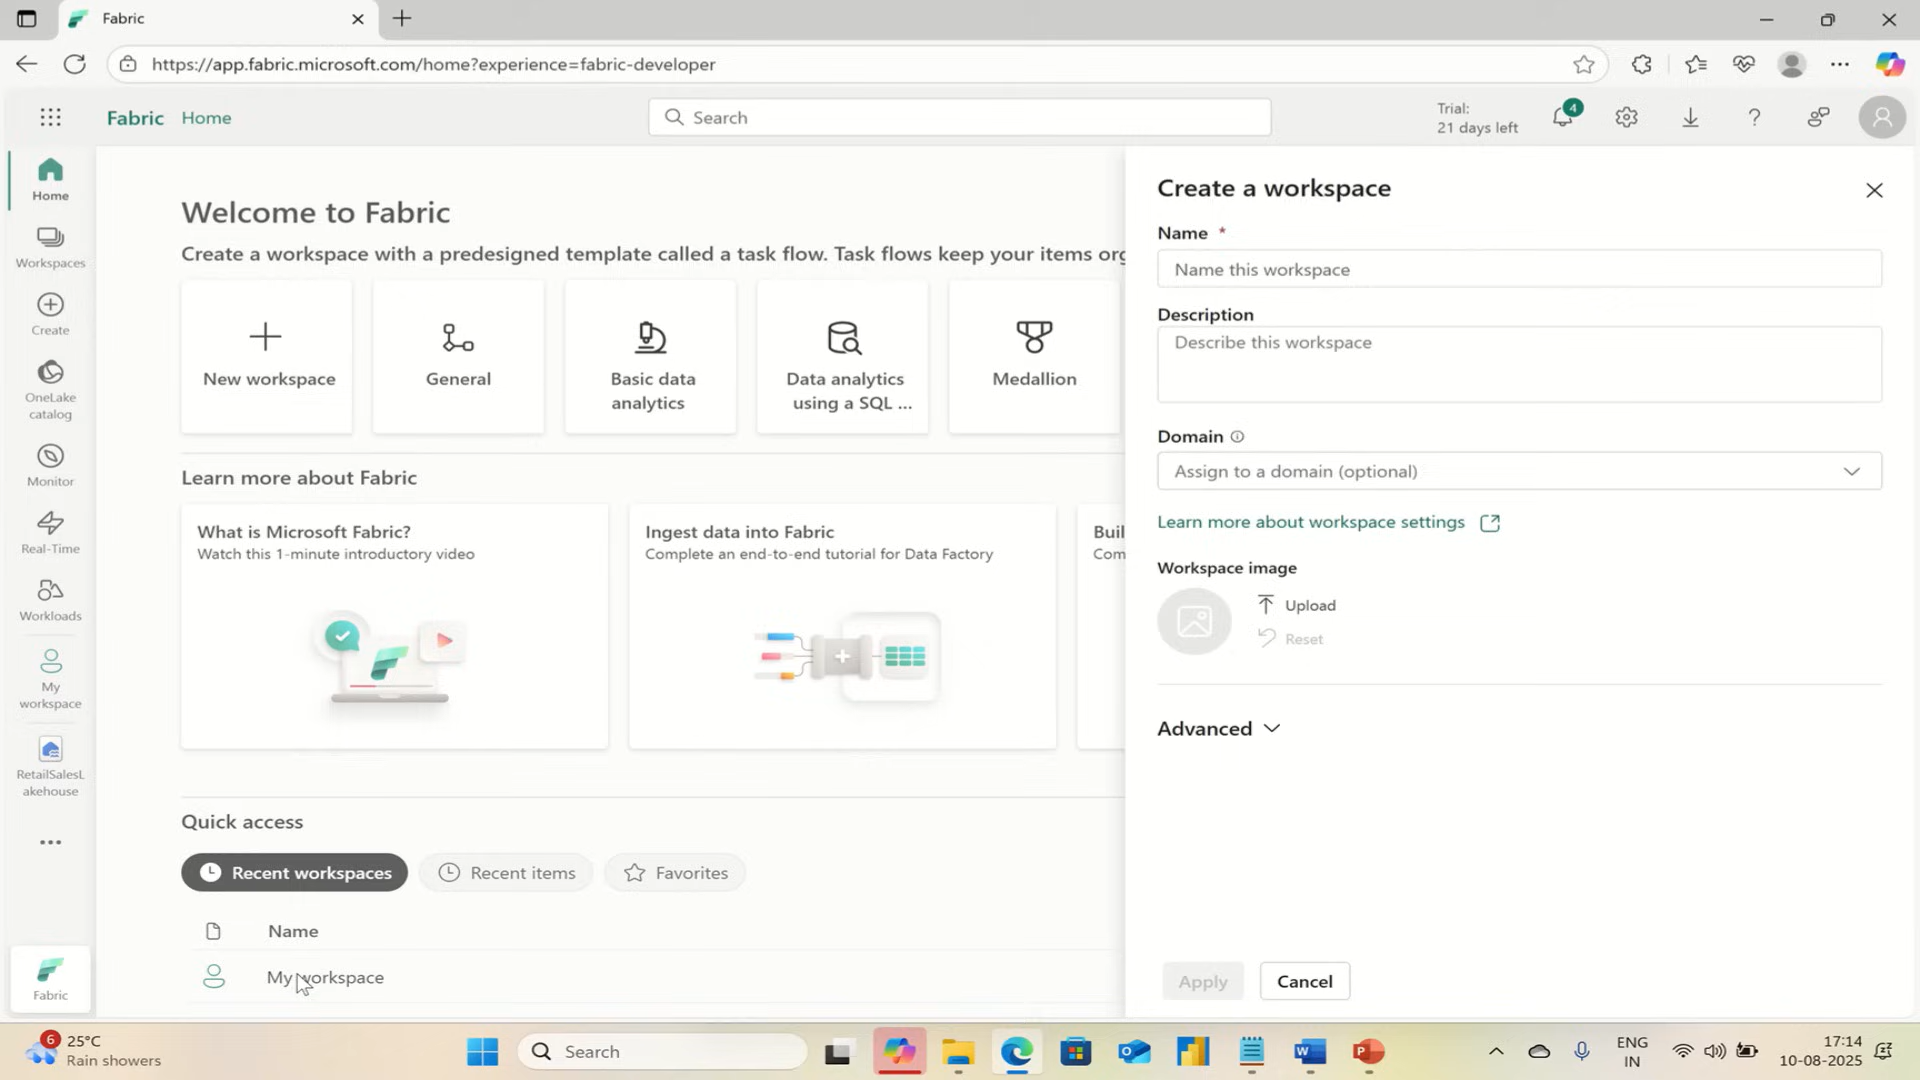 Fabric
https://app.fabric.microsoft.com/home?experience=fabric-developer
Fabric Home
Search
Trial:
21 days left
4
Home
Workspaces
Create
OneLake
catalog
Monitor
Real-Time
Workloads
My
workspace
RetailSalesL
akehouse
Fabric
Welcome to Fabric
Create a workspace with a predesigned template called a task flow. Task flows keep your items org
New workspace
General
Basic data
analytics
Data analytics
using a SQL ...
Medallion
Learn more about Fabric
What is Microsoft Fabric?
Watch this 1-minute introductory video
Ingest data into Fabric
Complete an end-to-end tutorial for Data Factory
Buil
Com
Quick access
Recent workspaces
Recent items
Favorites
Name
My workspace
Create a workspace
Name *
Name this workspace
Description
Describe this workspace
Domain
Assign to a domain (optional)
Learn more about workspace settings
Workspace image
Upload
Reset
Advanced
Apply
Cancel
6
25°C
Rain showers
Search
ENG
IN
17:14
10-08-2025